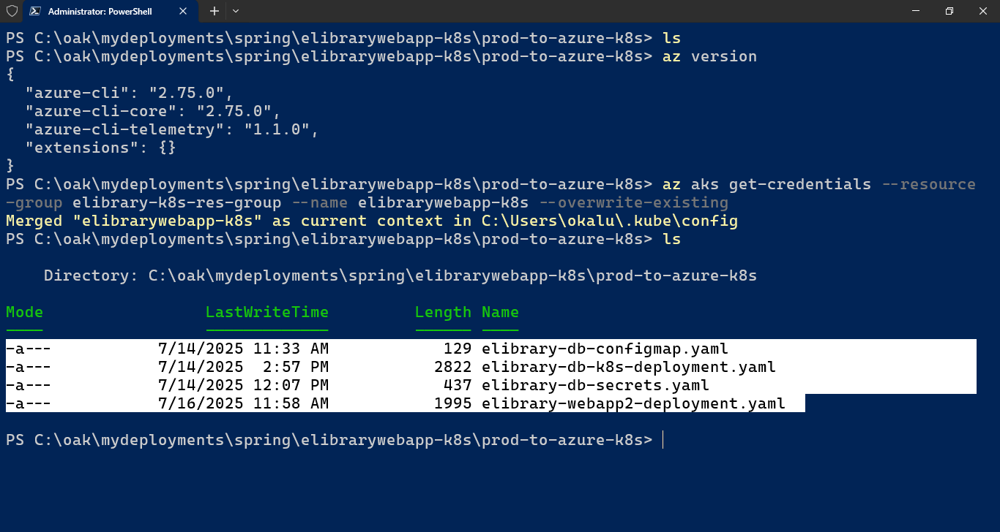 Administrator: PowerShell
PS C:\oak\mydeployments\spring\elibrarywebapp-k8s\prod-to-azure-k8s> ls
PS C:\oak\mydeployments\spring\elibrarywebapp-k8s\prod-to-azure-k8s> az version
{
  "azure-cli": "2.75.0",
  "azure-cli-core": "2.75.0",
  "azure-cli-telemetry": "1.1.0",
  "extensions": {}
}
PS C:\oak\mydeployments\spring\elibrarywebapp-k8s\prod-to-azure-k8s> az aks get-credentials --resource
-group elibrary-k8s-res-group --name elibrarywebapp-k8s --overwrite-existing
Merged "elibrarywebapp-k8s" as current context in C:\Users\okalu\.kube\config
PS C:\oak\mydeployments\spring\elibrarywebapp-k8s\prod-to-azure-k8s> ls
    Directory: C:\oak\mydeployments\spring\elibrarywebapp-k8s\prod-to-azure-k8s
Mode                 LastWriteTime         Length Name
----                 -------------         ------ ----
-a---           7/14/2025 11:33 AM            129 elibrary-db-configmap.yaml
-a---           7/14/2025  2:57 PM           2822 elibrary-db-k8s-deployment.yaml
-a---           7/14/2025 12:07 PM            437 elibrary-db-secrets.yaml
-a---           7/16/2025 11:58 AM           1995 elibrary-webapp2-deployment.yaml
PS C:\oak\mydeployments\spring\elibrarywebapp-k8s\prod-to-azure-k8s>